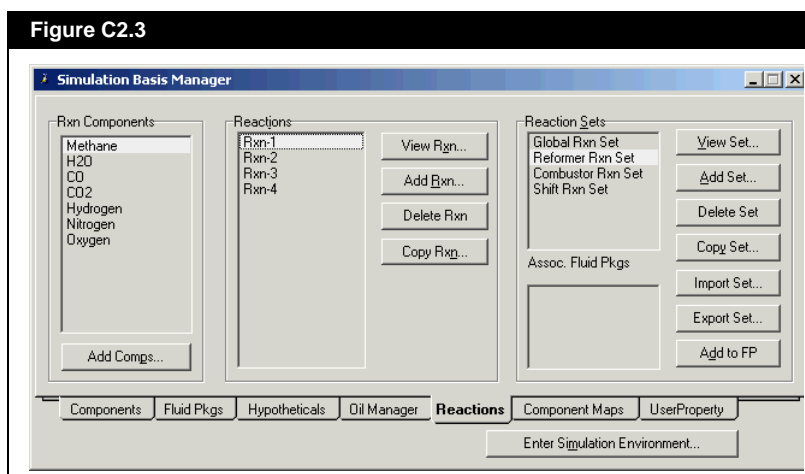 Figure C2.3
Simulation Basis Manager
Rxn Components
Methane
H2O
CO
CO2
Hydrogen
Nitrogen
Oxygen
Add Comps...
Reactions
Rxn-1
Rxn-2
Rxn-3
Rxn-4
View Rxn...
Add Rxn...
Delete Rxn
Copy Rxn...
Reaction Sets
Global Rxn Set
Reformer Rxn Set
Combustor Rxn Set
Shift Rxn Set
Assoc. Fluid Pkgs
View Set...
Add Set...
Delete Set
Copy Set...
Import Set...
Export Set...
Add to FP
Components Fluid Pkgs Hypotheticals Oil Manager Reactions Component Maps UserProperty
Enter Simulation Environment...